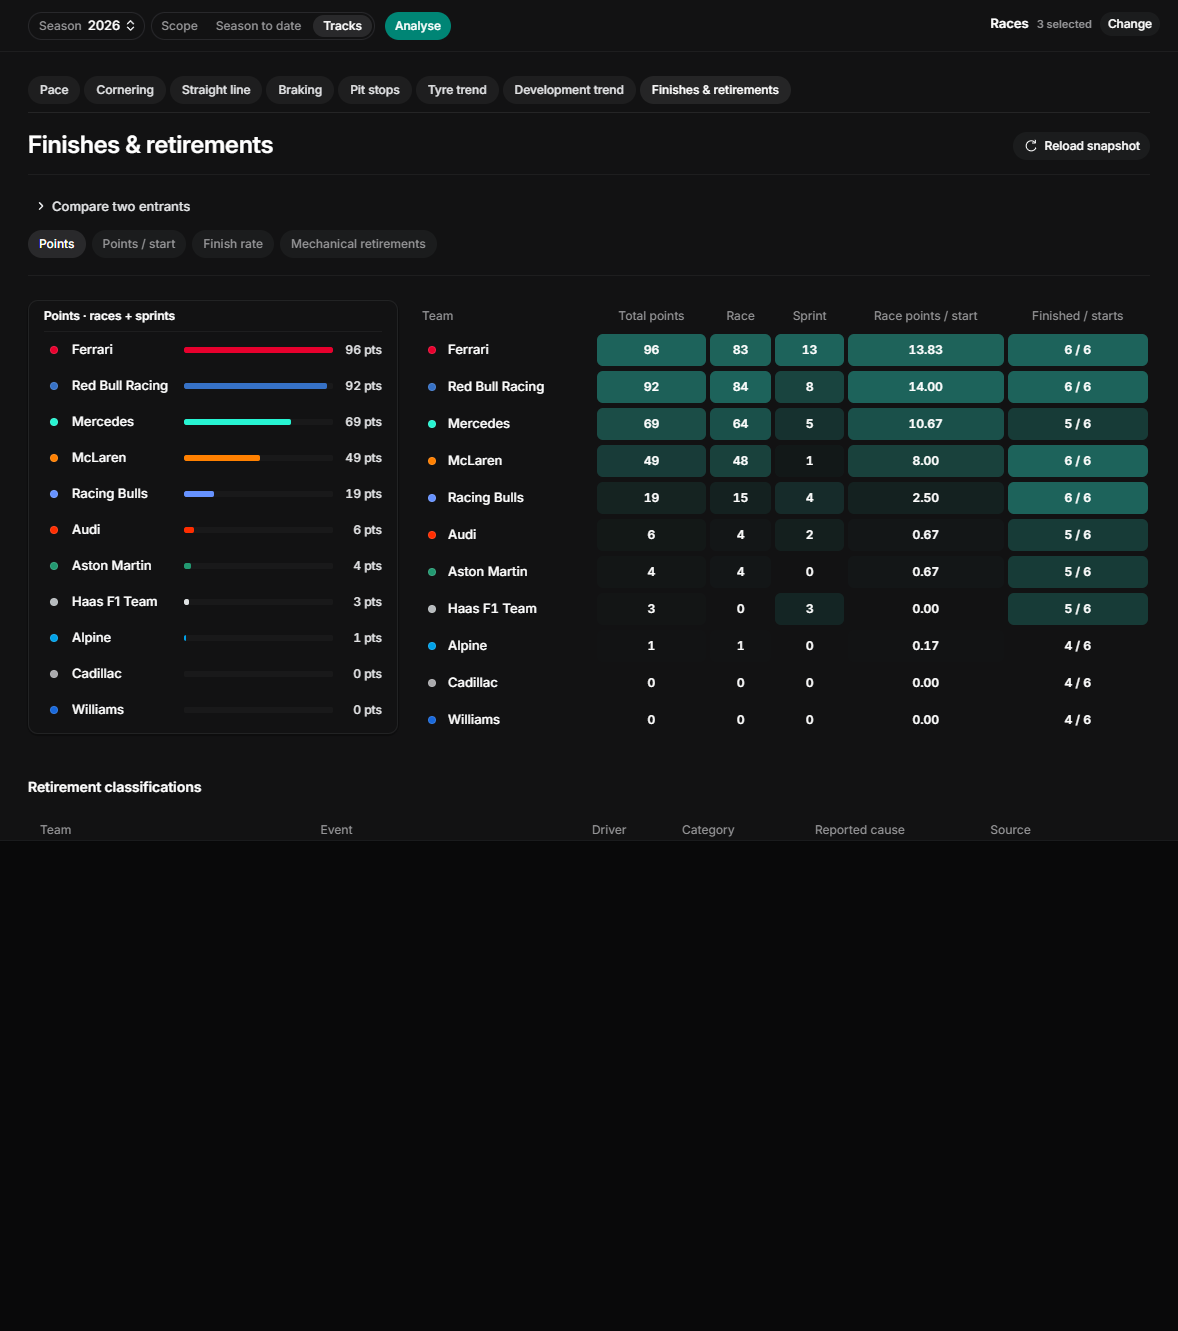 Season 2026 Scope Season to date Tracks Analyse Races 3 selected Change
Pace Cornering Straight line Braking Pit stops Tyre trend Development trend Finishes & retirements
Finishes & retirements
Reload snapshot
Compare two entrants
Points Points / start Finish rate Mechanical retirements
Points · races + sprints
Ferrari 96 pts
Red Bull Racing 92 pts
Mercedes 69 pts
McLaren 49 pts
Racing Bulls 19 pts
Audi 6 pts
Aston Martin 4 pts
Haas F1 Team 3 pts
Alpine 1 pts
Cadillac 0 pts
Williams 0 pts
Team Total points Race Sprint Race points / start Finished / starts
Ferrari 96 83 13 13.83 6 / 6
Red Bull Racing 92 84 8 14.00 6 / 6
Mercedes 69 64 5 10.67 5 / 6
McLaren 49 48 1 8.00 6 / 6
Racing Bulls 19 15 4 2.50 6 / 6
Audi 6 4 2 0.67 5 / 6
Aston Martin 4 4 0 0.67 5 / 6
Haas F1 Team 3 0 3 0.00 5 / 6
Alpine 1 1 0 0.17 4 / 6
Cadillac 0 0 0 0.00 4 / 6
Williams 0 0 0 0.00 4 / 6
Retirement classifications
Team Event Driver Category Reported cause Source